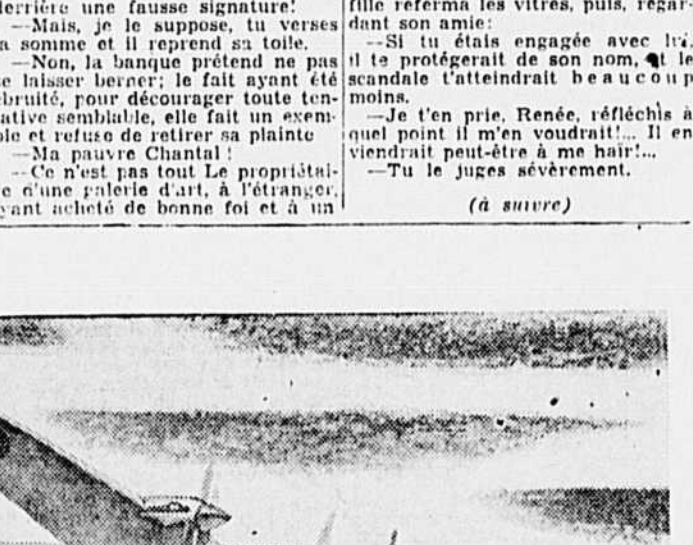 derrière une fausse signature!
—Mais, je le suppose, tu verses
la somme et il reprend sa toile.
—Non, la banque prétend ne pas
se laisser berner; le fait ayant été
ébruité, pour décourager toute ten-
tative semblable, elle fait un exem-
ple et refuse de retirer sa plainte
—Ma pauvre Chantal !
—Ce n'est pas tout Le propriétai-
re d'une galerie d'art, à l'étranger,
ayant acheté de bonne foi et à un
fille referma les vitres, puis, regar-
dant son amie:
—Si tu étais engagée avec lui,
il te protégerait de son nom, et le
scandale t'atteindrait beaucoup
moins.
—Je t'en prie, Renée, réfléchis à
quel point il m'en voudrait!... Il en
viendrait peut-être à me haïr!...
—Tu le juges sévèrement.
(à suivre)